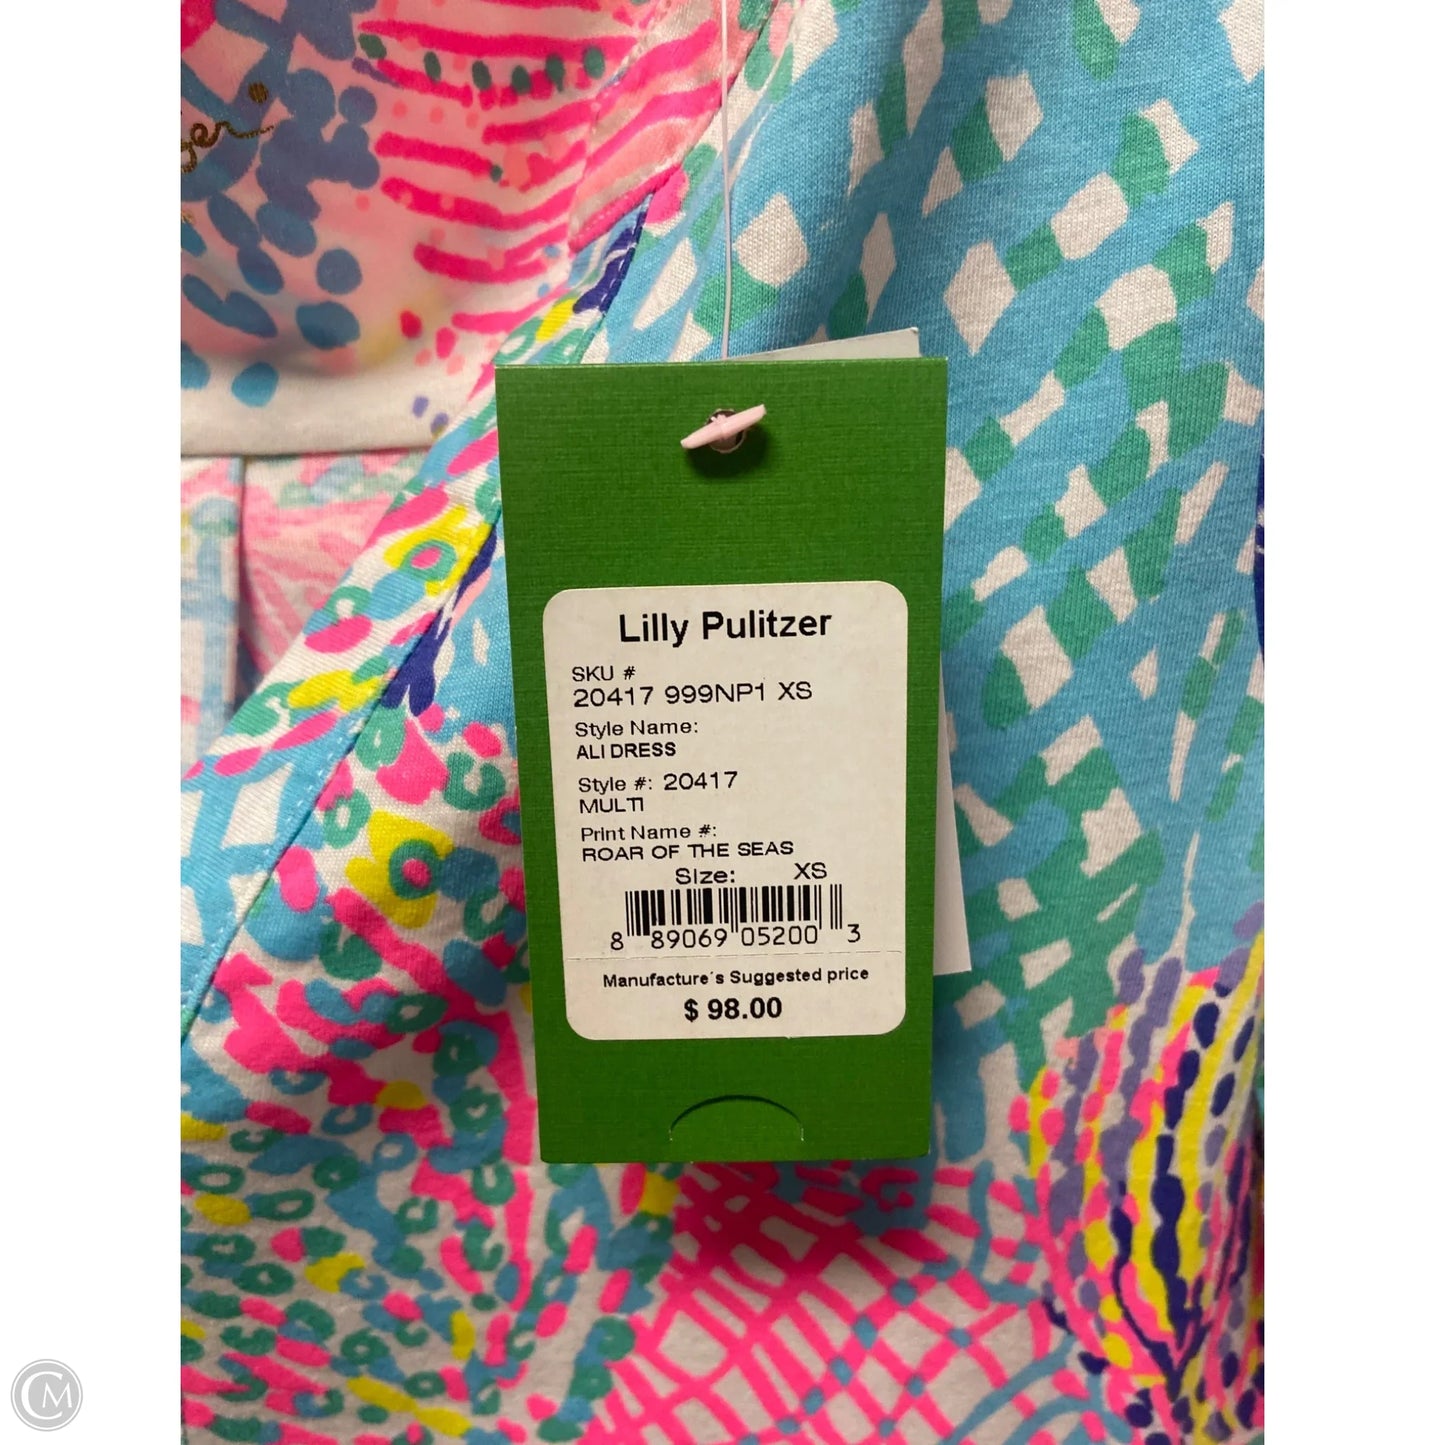 Lilly Pulitzer
SKU #
20417 999NP1 XS
Style Name:
ALI DRESS
Style #: 20417
MULTI
Print Name #:
ROAR OF THE SEAS
Size: XS
8 89069 05200 3
Manufacture's Suggested price
$ 98.00
CM